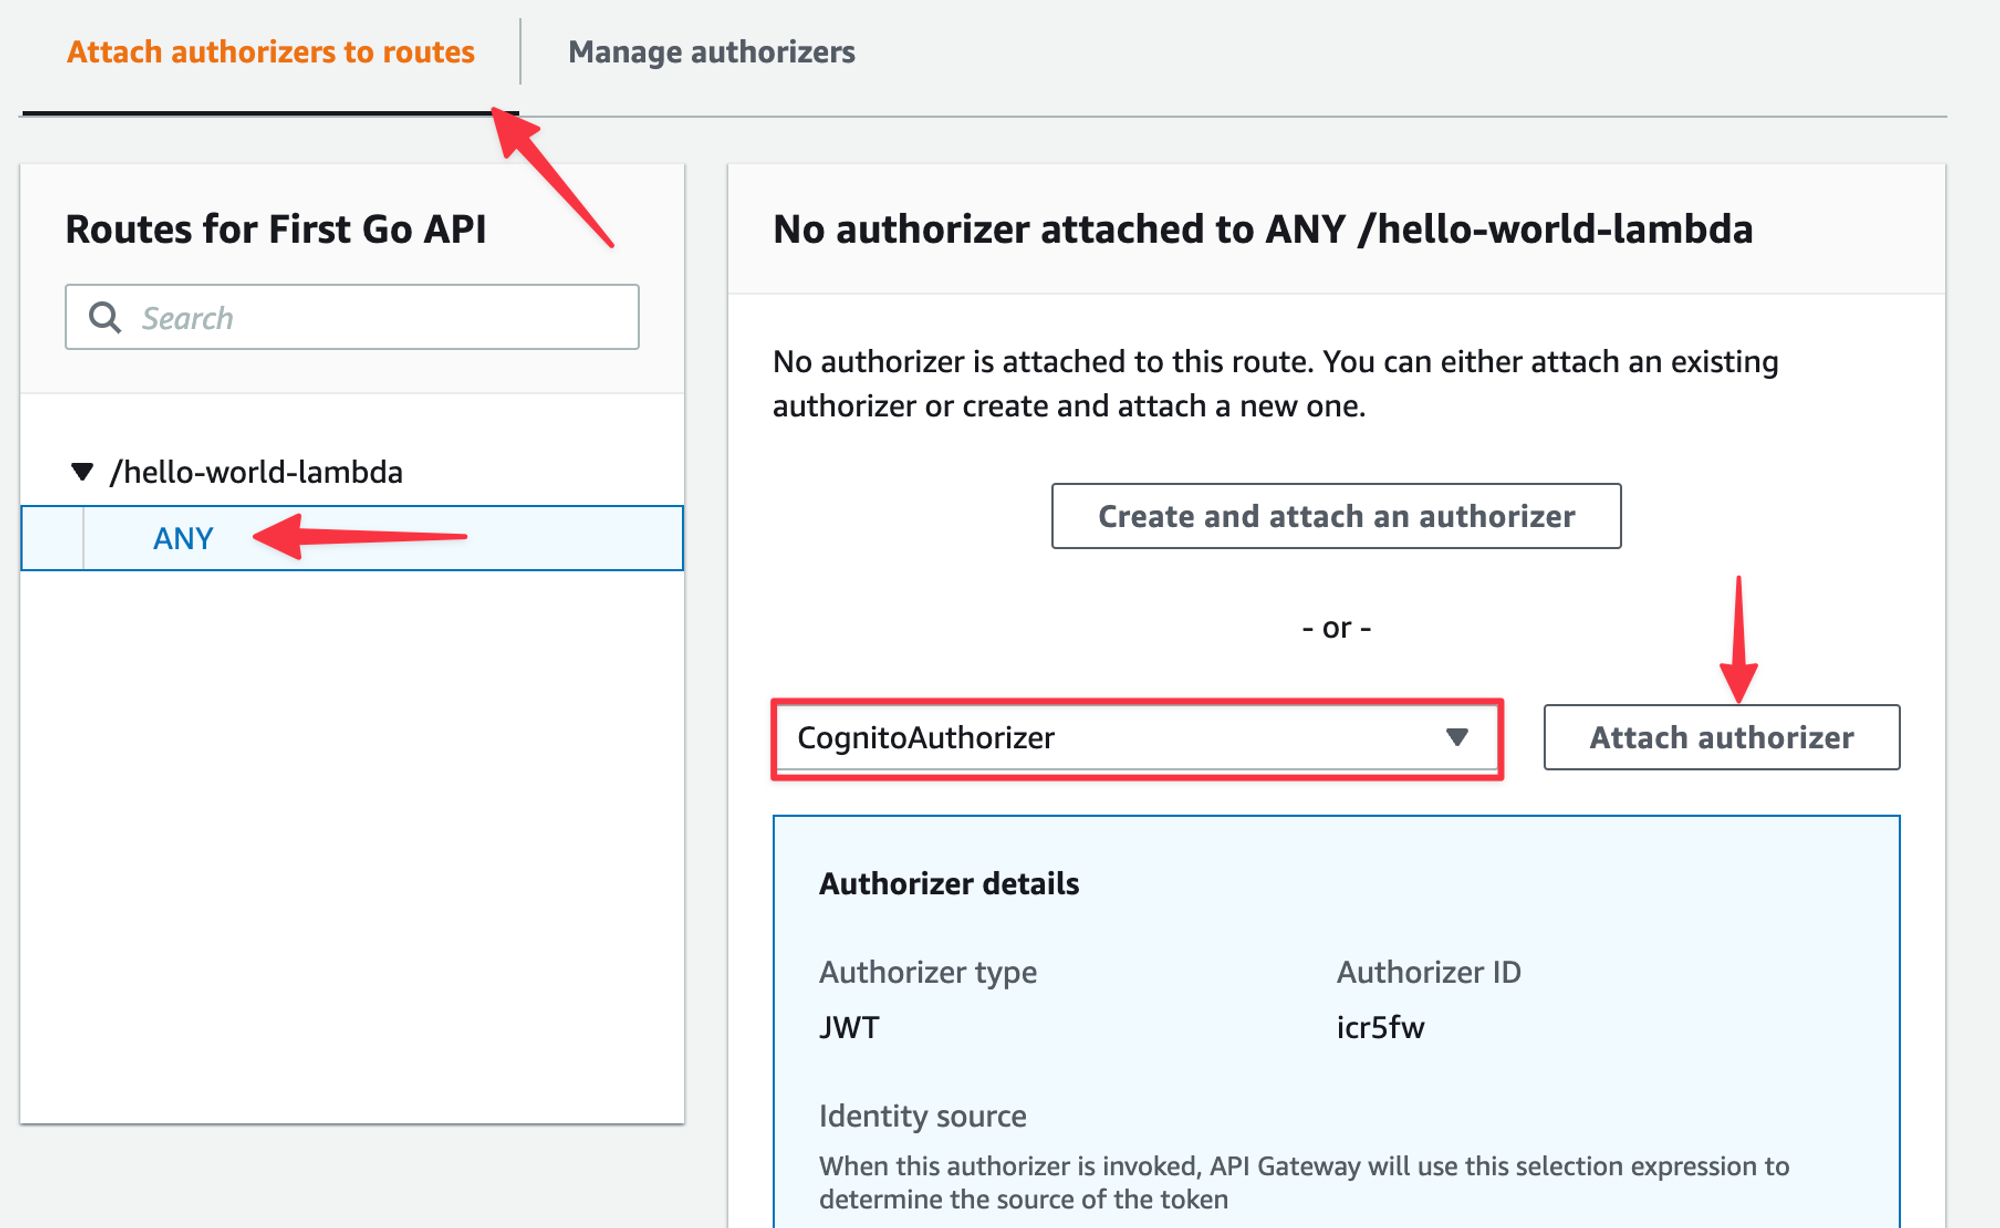 Attach authorizers to routes
Manage authorizers
Routes for First Go API
Search
/hello-world-lambda
ANY
No authorizer attached to ANY /hello-world-lambda
No authorizer is attached to this route. You can either attach an existing
authorizer or create and attach a new one.
Create and attach an authorizer
- or -
CognitoAuthorizer
Attach authorizer
Authorizer details
Authorizer type
Authorizer ID
JWT
icr5fw
Identity source
When this authorizer is invoked, API Gateway will use this selection expression to
determine the source of the token